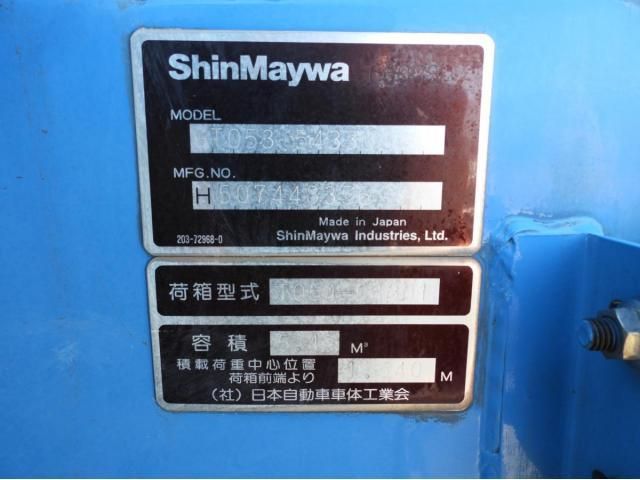 ShinMaywa
MODEL
MFG.NO.
H
Made in Japan
203-72968-0 ShinMaywa Industries, Ltd.
荷箱型式
容積 M³
積載荷重中心位置
荷箱前端より M
(社)日本自動車車体工業会